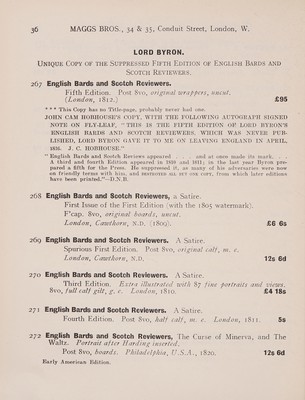 36 MAGGS BROS., 34 & 35, Conduit Street, London, W.
LORD BYRON.
UNIQUE COPY OF THE SUPPRESSED FIFTH EDITION OF ENGLISH BARDS AND
SCOTCH REVIEWERS.
267 English Bards and Scotch Reviewers.
Fifth Edition. Post 8vo, original wrappers, uncut.
(London, 1812.) £95
*** This Copy has no Title-page, probably never had one.
JOHN CAM HOBHOUSE'S COPY, WITH THE FOLLOWING AUTOGRAPH SIGNED
NOTE ON FLY-LEAF, "THIS IS THE FIFTH EDITION OF LORD BYRON'S
ENGLISH BARDS AND SCOTCH REVIEWERS, WHICH WAS NEVER PUB-
LISHED, LORD BYRON GAVE IT TO ME ON LEAVING ENGLAND IN APRIL,
1816. J. C. HOBHOUSE."
"English Bards and Scotch Reviews appeared . . . and at once made its mark. . . .
A third and fourth Edition appeared in 1810 and 1811; in the last year Byron pre-
pared a fifth for the Press. He suppressed it, as many of his adversaries were now
on friendly terms with him, and destroyed ALL BUT ONE COPY, from which later editions
have been printed."—D.N.B.
268 English Bards and Scotch Reviewers, a Satire.
First Issue of the First Edition (with the 1805 watermark).
F'cap. 8vo, original boards, uncut.
London, Cawthorn, N.D. (1809). £6 6s
269 English Bards and Scotch Reviewers. A Satire.
Spurious First Edition. Post 8vo, original calf, m. e.
London, Cawthorn, N.D. 12s 6d
270 English Bards and Scotch Reviewers. A Satire.
Third Edition. Extra illustrated with 87 fine portraits and views.
8vo, full calf gilt, g. e. London, 1810. £4 18s
271 English Bards and Scotch Reviewers. A Satire.
Fourth Edition. Post 8vo, half calf, m. e. London, 1811. 5s
272 English Bards and Scotch Reviewers, The Curse of Minerva, and The
Waltz. Portrait after Harding inserted.
Post 8vo, boards. Philadelphia, U.S.A., 1820. 12s 6d
Early American Edition.